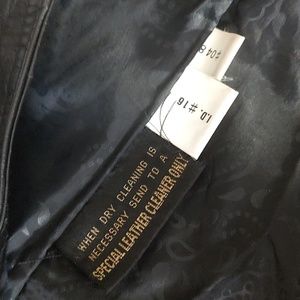 WHEN DRY CLEANING IS
NECESSARY SEND TO A
SPECIAL LEATHER CLEANER ONLY
I.D. #16